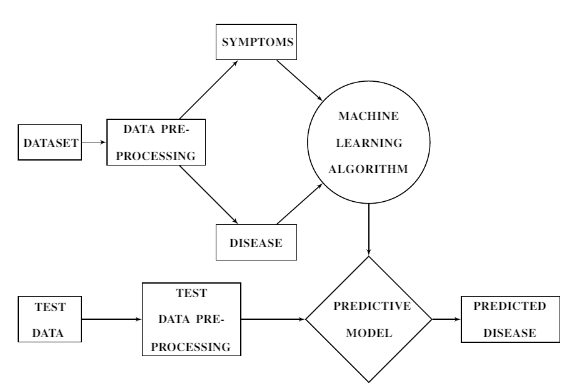 SYMPTOMS
DATASET
DATA PRE-
PROCESSING
MACHINE
LEARNING
ALGORITHM
DISEASE
TEST
DATA
TEST
DATA PRE-
PROCESSING
PREDICTIVE
MODEL
PREDICTED
DISEASE